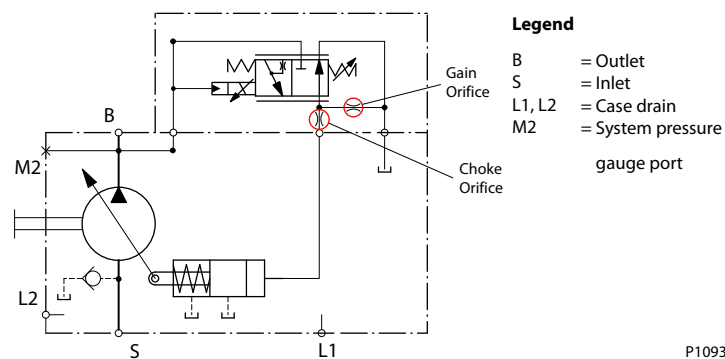 Legend
B = Outlet
S = Inlet
L1, L2 = Case drain
M2 = System pressure
gauge port
Gain
Orifice
Choke
Orifice
B
M2
L2
S
L1
P1093